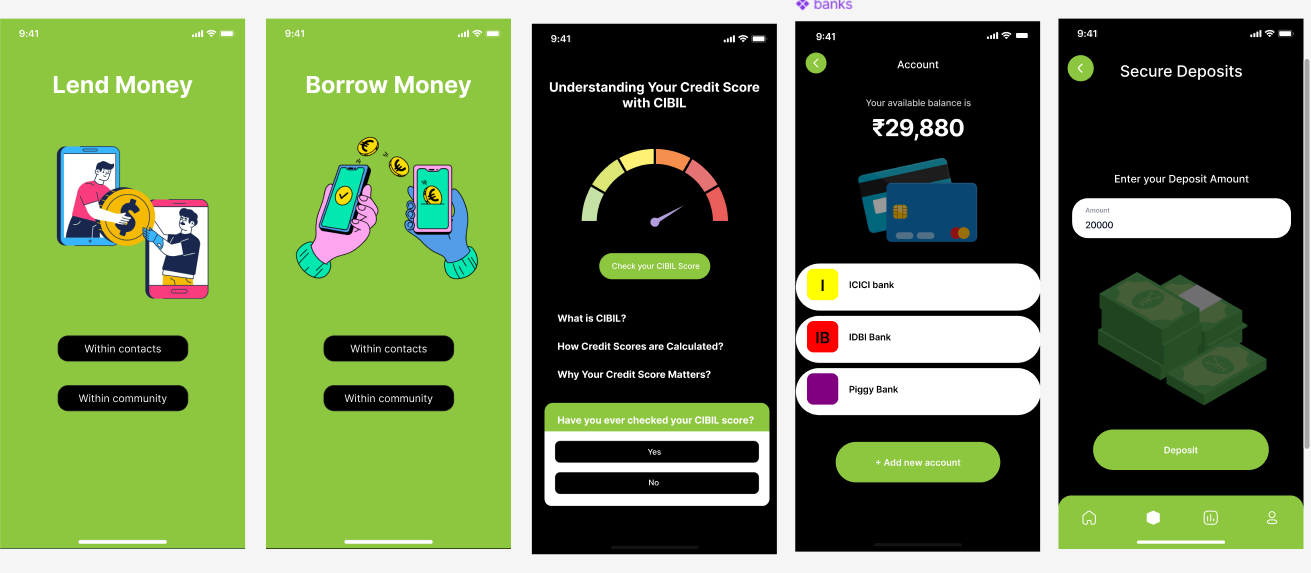 banks
9:41
Lend Money
$
Within contacts
Within community
9:41
Borrow Money
€
€
€
Within contacts
Within community
9:41
Understanding Your Credit Score
with CIBIL
Check your CIBIL Score
What is CIBIL?
How Credit Scores are Calculated?
Why Your Credit Score Matters?
Have you ever checked your CIBIL score?
Yes
No
9:41
Account
Your available balance is
₹29,880
I
ICICI bank
IB
IDBI Bank
Piggy Bank
+ Add new account
9:41
Secure Deposits
Enter your Deposit Amount
Amount
20000
Deposit